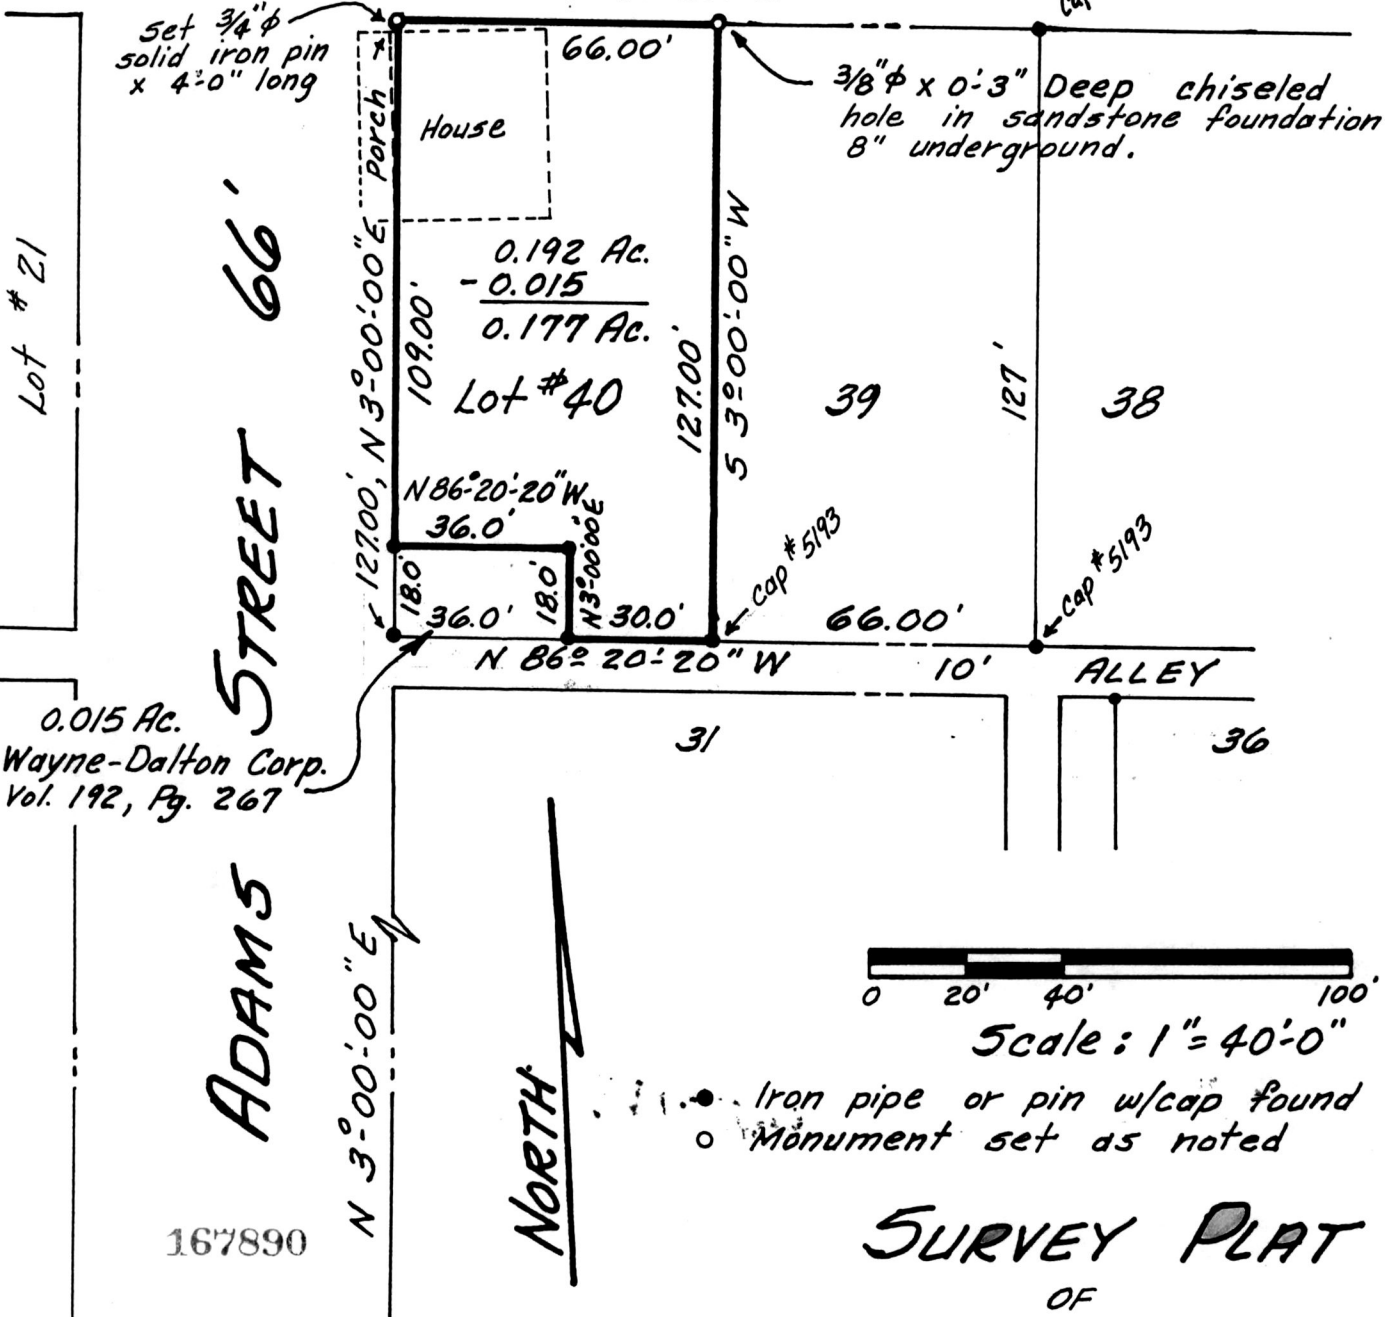 Cap
set 3/4"ϕ
solid iron pin
x 4'-0" long
66.00'
3/8"ϕ x 0'-3" Deep chiseled
hole in sandstone foundation
8" underground.
Porch
House
Lot # 21
STREET 66'
0.192 Ac.
- 0.015
0.177 Ac.
Lot #40
127.00', N 3°-00'-00" E
109.00'
127.00'
S 3°-00'-00" W
39
127'
38
N 86°-20'-20" W
36.0'
N3°-00'00"E
18.0'
36.0'
18.0'
30.0'
Cap #5193
66.00'
Cap #5193
N 86° 20'-20" W
10'
ALLEY
0.015 Ac.
Wayne-Dalton Corp.
Vol. 192, Pg. 267
31
36
ADAMS
N 3°-00'-00" E
NORTH
0 20' 40' 100'
Scale: 1"= 40'-0"
Iron pipe or pin w/cap found
Monument set as noted
167890
SURVEY PLAT
OF